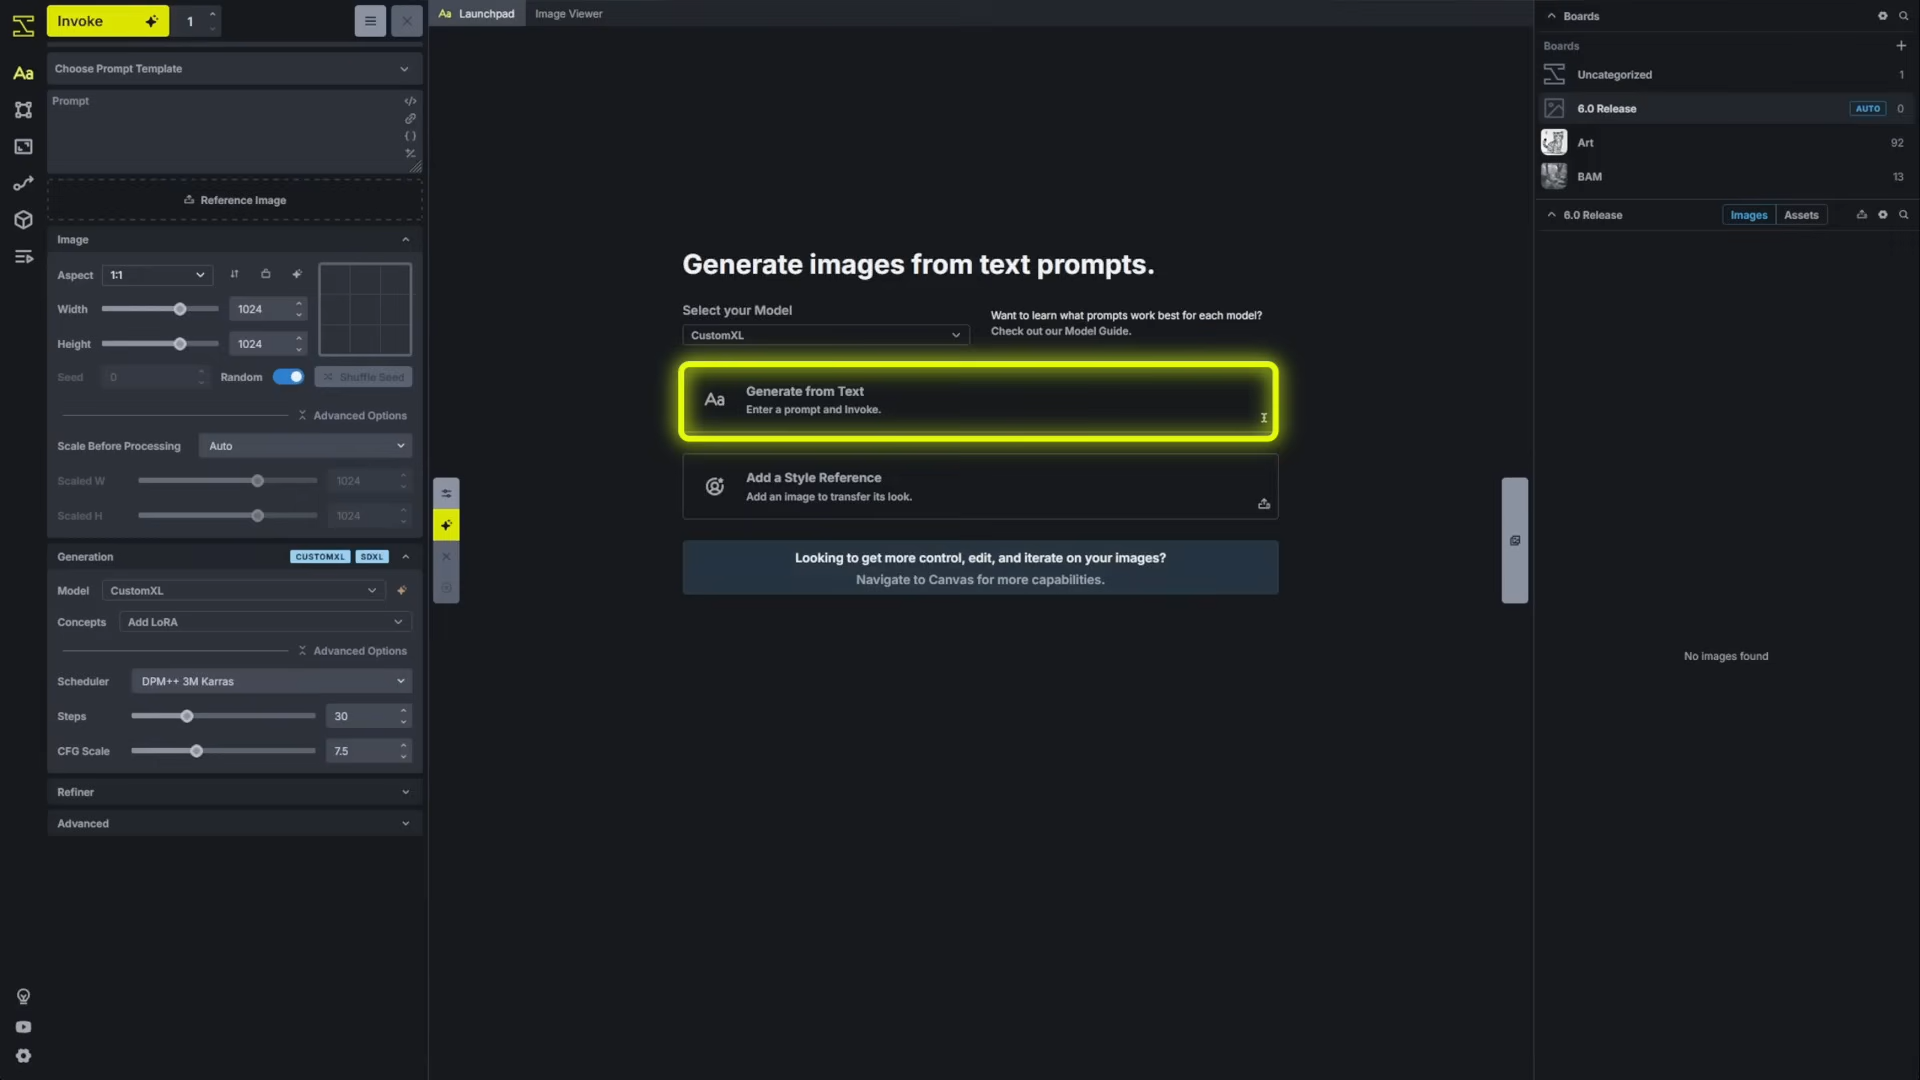 Invoke
1
Launchpad
Image Viewer
Boards
Boards
Uncategorized
1
6.0 Release
AUTO
0
Art
92
BAM
13
6.0 Release
Images
Assets
No images found
Aa
Choose Prompt Template
Prompt
Reference Image
Image
Aspect
1:1
Width
1024
Height
1024
Seed
0
Random
Shuffle Seed
Advanced Options
Scale Before Processing
Auto
Scaled W
1024
Scaled H
1024
Generation
CUSTOMXL
SDXL
Model
CustomXL
Concepts
Add LoRA
Advanced Options
Scheduler
DPM++ 3M Karras
Steps
30
CFG Scale
7.5
Refiner
Advanced
Generate images from text prompts.
Select your Model
CustomXL
Want to learn what prompts work best for each model?
Check out our Model Guide.
Aa
Generate from Text
Enter a prompt and Invoke.
Add a Style Reference
Add an image to transfer its look.
Looking to get more control, edit, and iterate on your images?
Navigate to Canvas for more capabilities.